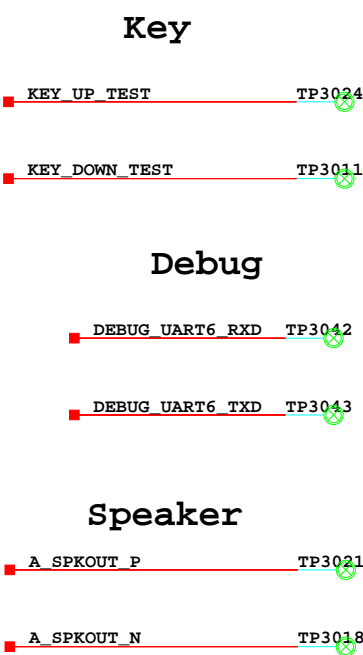 Key
KEY_UP_TEST TP3024
KEY_DOWN_TEST TP3011
Debug
DEBUG_UART6_RXD TP3042
DEBUG_UART6_TXD TP3043
Speaker
A_SPKOUT_P TP3021
A_SPKOUT_N TP3018